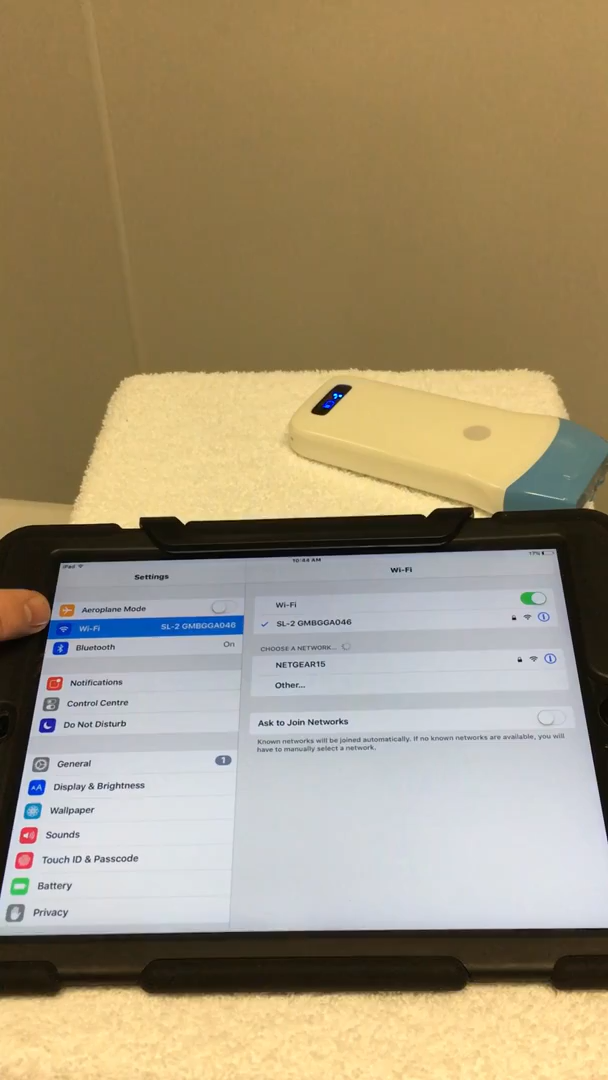 iPad
10:44 AM
17%
Settings
Wi-Fi
Aeroplane Mode
Wi-Fi
SL-2 GMBGGA046
Bluetooth
On
Notifications
Control Centre
Do Not Disturb
General
1
Display & Brightness
AA
Wallpaper
Sounds
Touch ID & Passcode
Battery
Privacy
Wi-Fi
SL-2 GMBGGA046
CHOOSE A NETWORK...
NETGEAR15
Other...
Ask to Join Networks
Known networks will be joined automatically. If no known networks are available, you will
have to manually select a network.